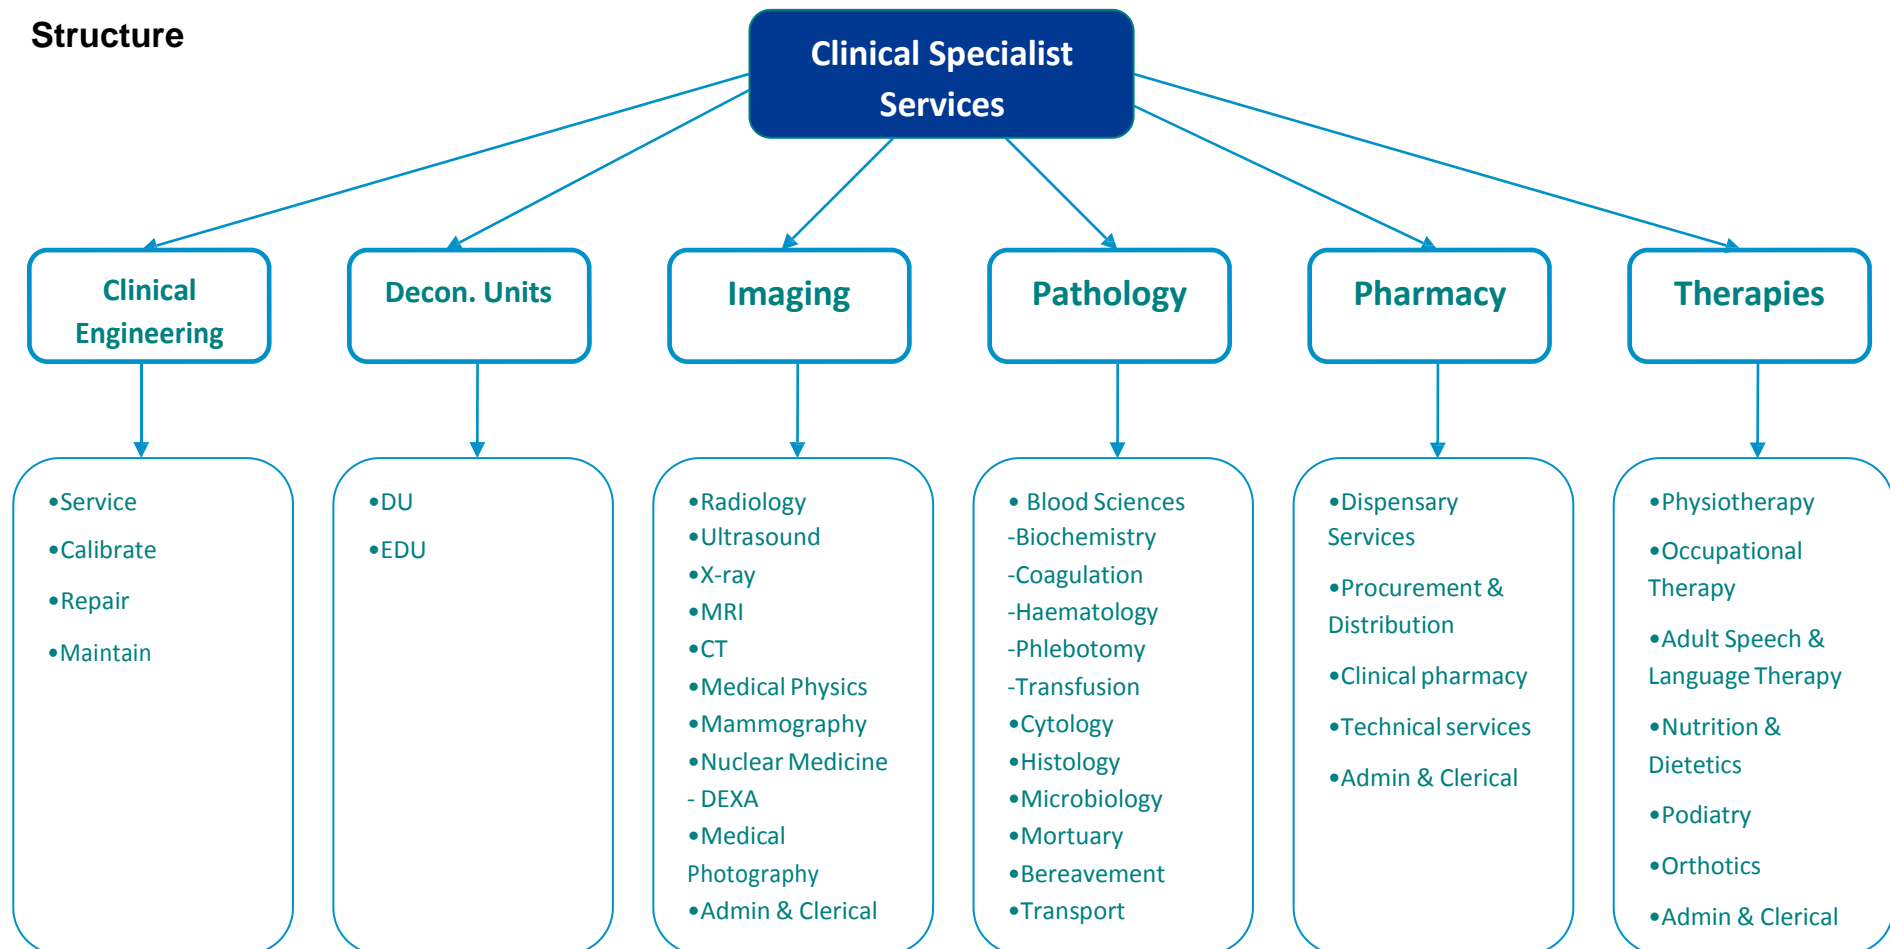 Structure
Clinical Specialist
Services
Clinical
Engineering
Decon. Units
Imaging
Pathology
Pharmacy
Therapies
•Service
•Calibrate
•Repair
•Maintain
•DU
•EDU
•Radiology
•Ultrasound
•X-ray
•MRI
•CT
•Medical Physics
•Mammography
•Nuclear Medicine
- DEXA
•Medical
Photography
•Admin & Clerical
• Blood Sciences
-Biochemistry
-Coagulation
-Haematology
-Phlebotomy
-Transfusion
•Cytology
•Histology
•Microbiology
•Mortuary
•Bereavement
•Transport
•Dispensary
Services
•Procurement &
Distribution
•Clinical pharmacy
•Technical services
•Admin & Clerical
•Physiotherapy
•Occupational
Therapy
•Adult Speech &
Language Therapy
•Nutrition &
Dietetics
•Podiatry
•Orthotics
•Admin & Clerical